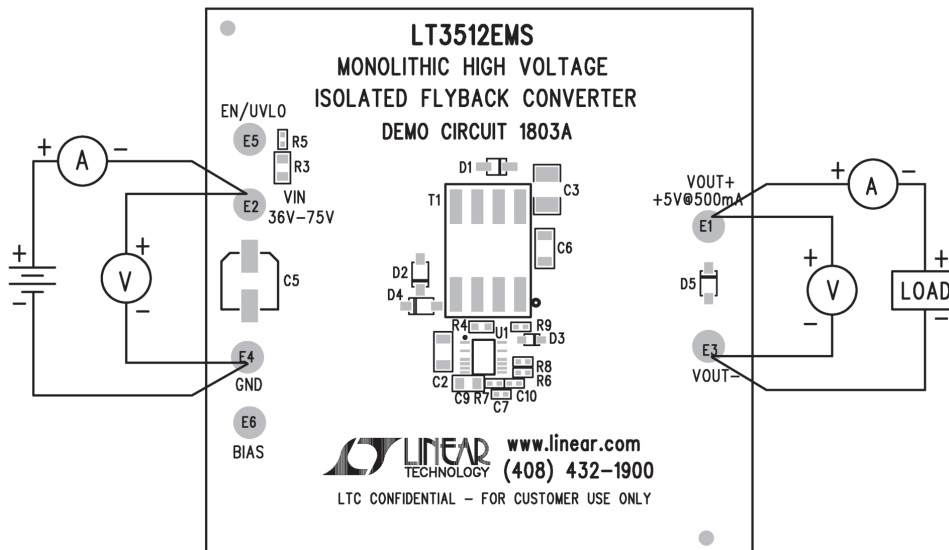 LT3512EMS
MONOLITHIC HIGH VOLTAGE
ISOLATED FLYBACK CONVERTER
DEMO CIRCUIT 1803A
EN/UVLO
E5
R5
R3
+
A
-
E2
VIN
36V-75V
D1
C3
T1
C6
VOUT+
+5V@500mA
E1
+
A
-
+
-
+
V
-
C5
D2
D4
D5
+
V
-
+
LOAD
-
R4
U1
R9
D3
E4
GND
C2
R8
R6
C9
R7
C10
C7
E3
VOUT-
E6
BIAS
LINEAR
TECHNOLOGY
www.linear.com
(408) 432-1900
LTC CONFIDENTIAL - FOR CUSTOMER USE ONLY